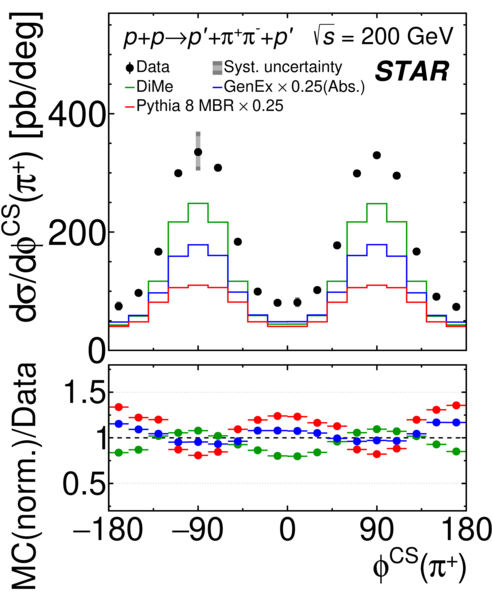 p+p→p′+π⁺π⁻+p′ √s = 200 GeV
Data Syst. uncertainty STAR
DiMe GenEx × 0.25(Abs.)
Pythia 8 MBR × 0.25
dσ/dϕ^CS(π⁺) [pb/deg]
400
200
0
MC(norm.)/Data
1.5
1
0.5
−180 −90 0 90 180
ϕ^CS(π⁺)